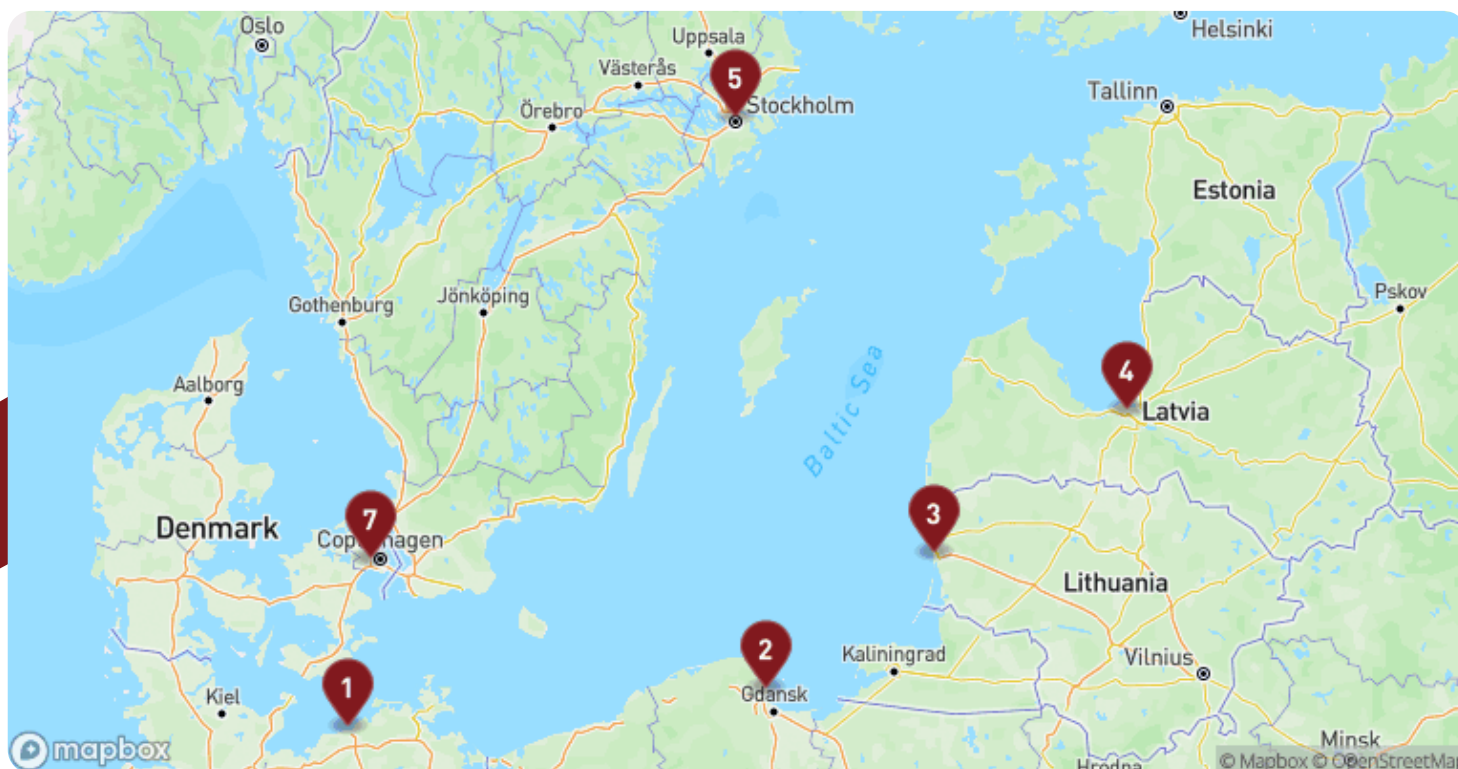 Oslo
Helsinki
Uppsala
Västerås
5
Tallinn
Stockholm
Örebro
Estonia
Pskov
Gothenburg
Jönköping
4
Aalborg
Baltic Sea
Latvia
3
7
Denmark
Copenhagen
Lithuania
2
Kaliningrad
Vilnius
1
Kiel
Gdansk
Minsk
mapbox
© Mapbox © OpenStreetMap